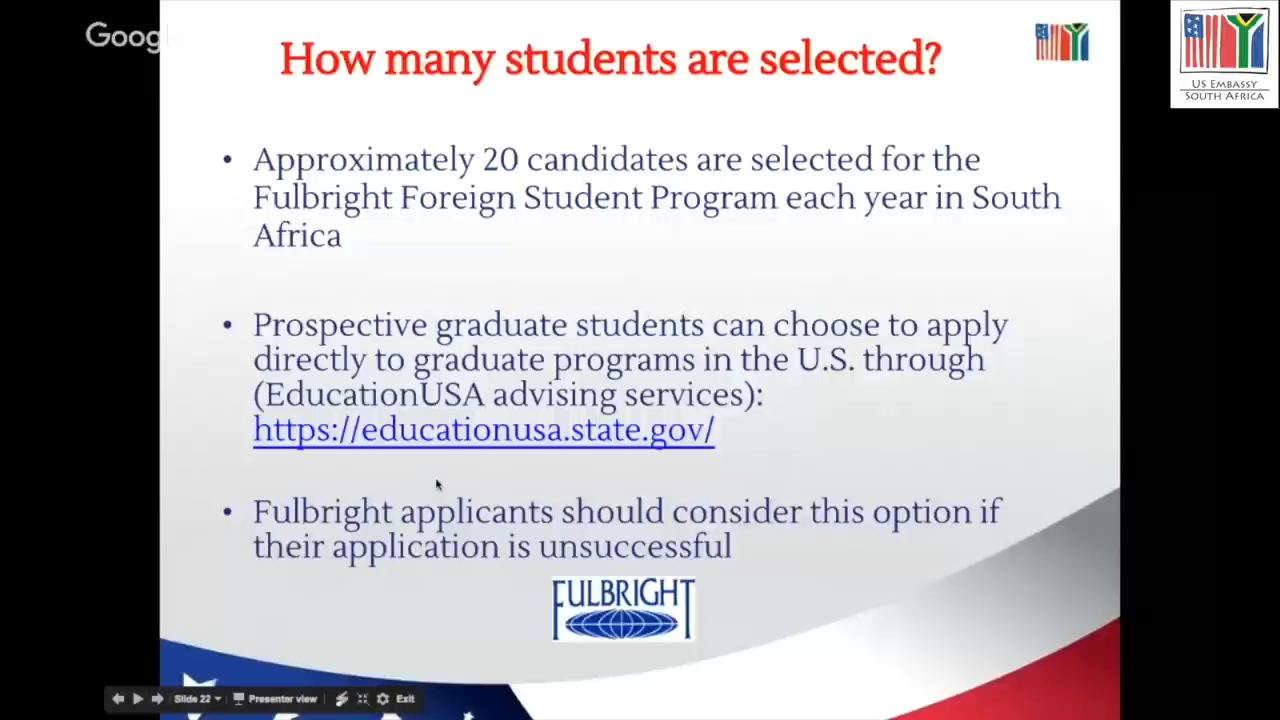 Goog
How many students are selected?
US EMBASSY
SOUTH AFRICA
• Approximately 20 candidates are selected for the
Fulbright Foreign Student Program each year in South
Africa
• Prospective graduate students can choose to apply
directly to graduate programs in the U.S. through
(EducationUSA advising services):
https://educationusa.state.gov/
• Fulbright applicants should consider this option if
their application is unsuccessful
FULBRIGHT
Slide 22 Presenter view Exit